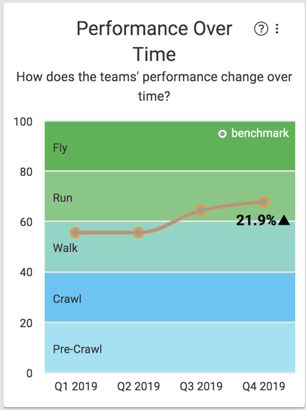 Performance Over
Time
How does the teams' performance change over
time?
100
benchmark
Fly
80
Run
60
21.9%▲
Walk
40
Crawl
20
Pre-Crawl
0
Q1 2019 Q2 2019 Q3 2019 Q4 2019